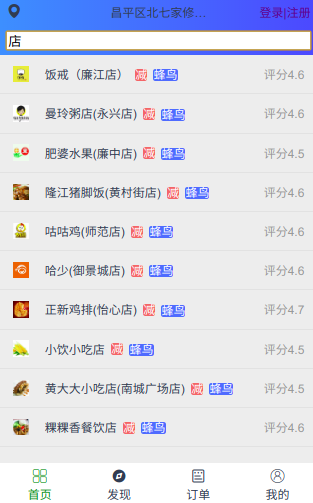 昌平区北七家修... 登录|注册
店
饭戒（廉江店） 减 蜂鸟 评分4.6
曼玲粥店(永兴店) 减 蜂鸟 评分4.6
肥婆水果(廉中店) 减 蜂鸟 评分4.5
隆江猪脚饭(黄村街店) 减 蜂鸟 评分4.6
咕咕鸡(师范店) 减 蜂鸟 评分4.6
哈少(御景城店) 减 蜂鸟 评分4.6
正新鸡排(怡心店) 减 蜂鸟 评分4.7
小饮小吃店 减 蜂鸟 评分4.5
黄大大小吃店(南城广场店) 减 蜂鸟 评分4.5
粿粿香餐饮店 减 蜂鸟 评分4.6
首页 发现 订单 我的